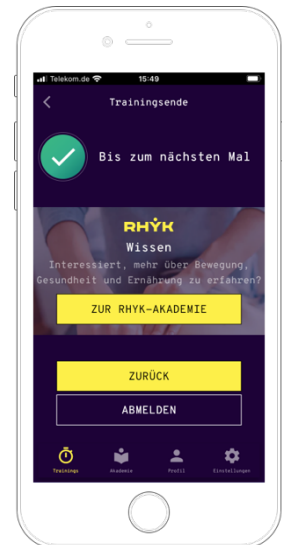 Telekom.de 15:49
Trainingsende
Bis zum nächsten Mal
RHẎK
Wissen
Interessiert, mehr über Bewegung,
Gesundheit und Ernährung zu erfahren?
ZUR RHYK-AKADEMIE
ZURÜCK
ABMELDEN
Trainings Akademie Profil Einstellungen